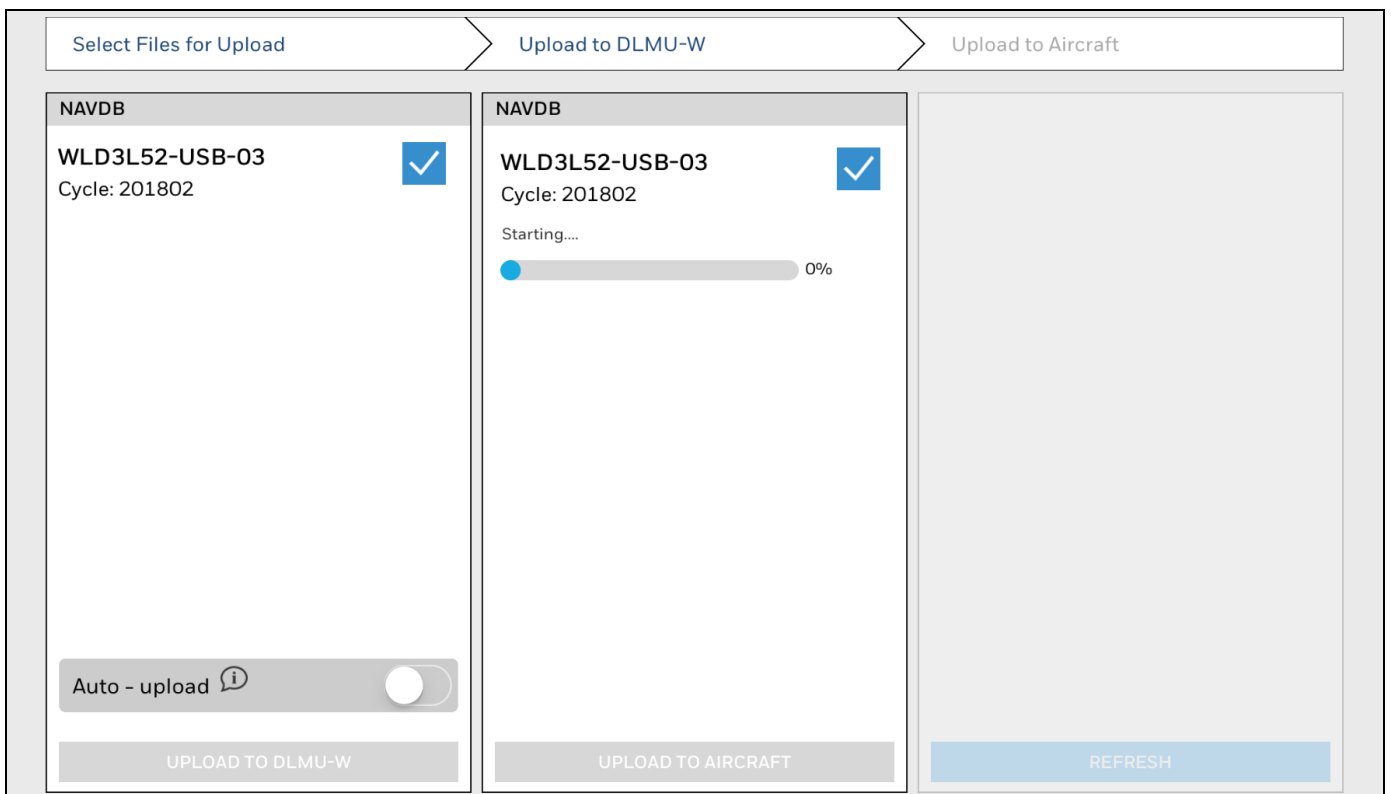 Select Files for Upload
Upload to DLMU-W
Upload to Aircraft
NAVDB
WLD3L52-USB-03
Cycle: 201802
Auto - upload
UPLOAD TO DLMU-W
NAVDB
WLD3L52-USB-03
Cycle: 201802
Starting....
0%
UPLOAD TO AIRCRAFT
REFRESH